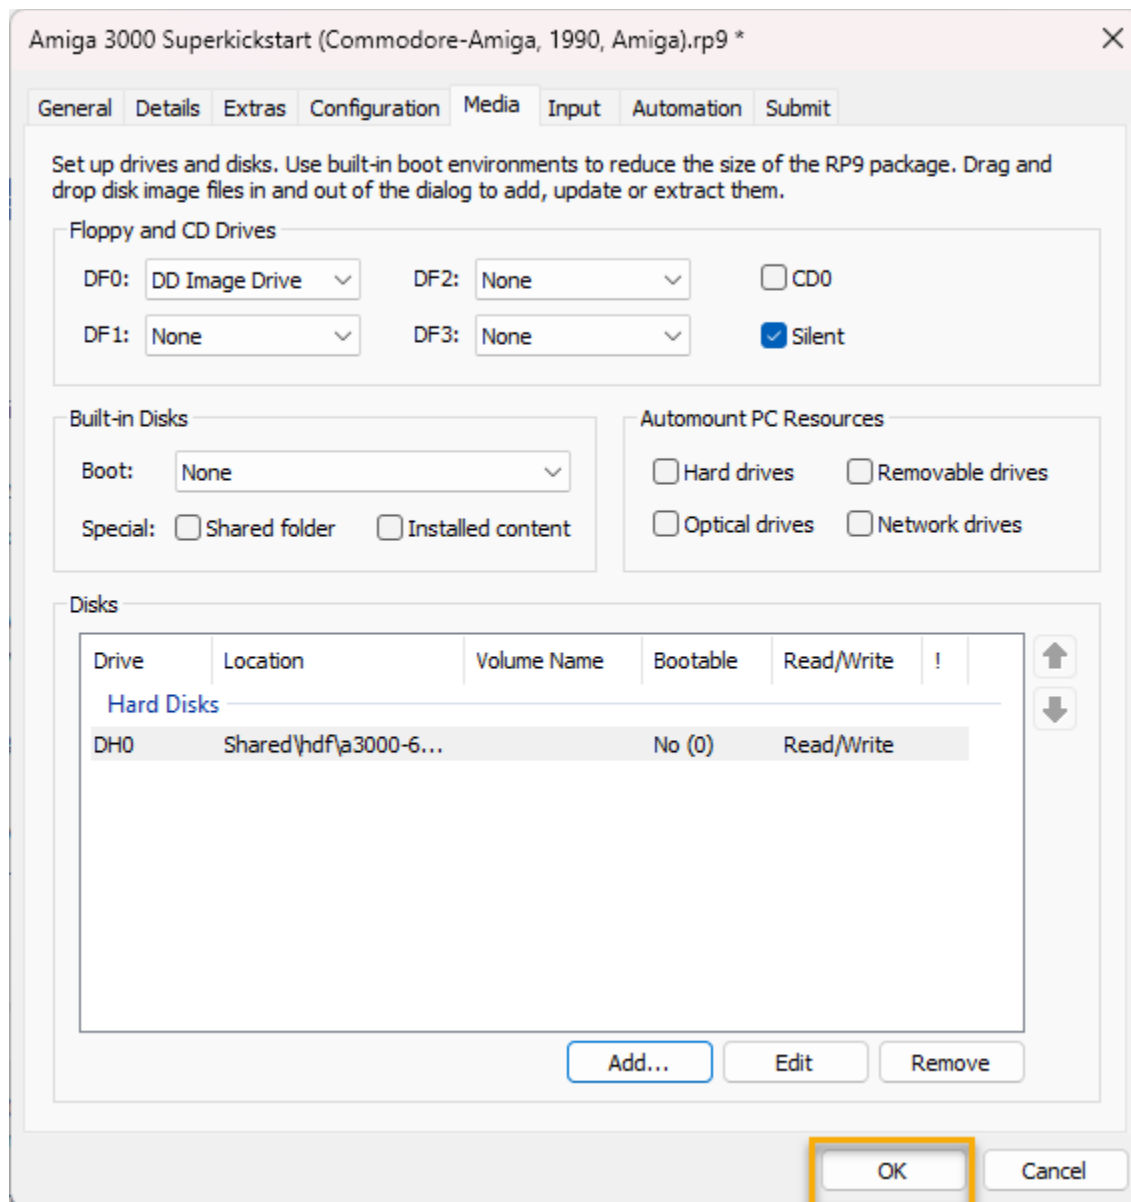 Amiga 3000 Superkickstart (Commodore-Amiga, 1990, Amiga).rp9 *
General Details Extras Configuration Media Input Automation Submit
Set up drives and disks. Use built-in boot environments to reduce the size of the RP9 package. Drag and
drop disk image files in and out of the dialog to add, update or extract them.
Floppy and CD Drives
DF0: DD Image Drive DF2: None CD0
DF1: None DF3: None Silent
Built-in Disks
Boot: None
Special: Shared folder Installed content
Automount PC Resources
Hard drives Removable drives
Optical drives Network drives
Disks
Drive Location Volume Name Bootable Read/Write !
Hard Disks
DH0 Shared\hdf\a3000-6... No (0) Read/Write
Add... Edit Remove
OK Cancel